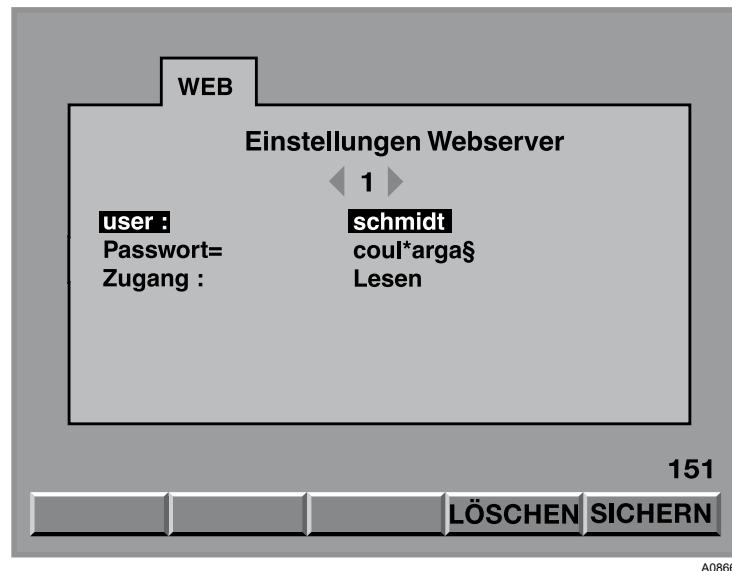 WEB
Einstellungen Webserver
1
user : schmidt
Passwort= coul*arga§
Zugang : Lesen
151
LÖSCHEN SICHERN